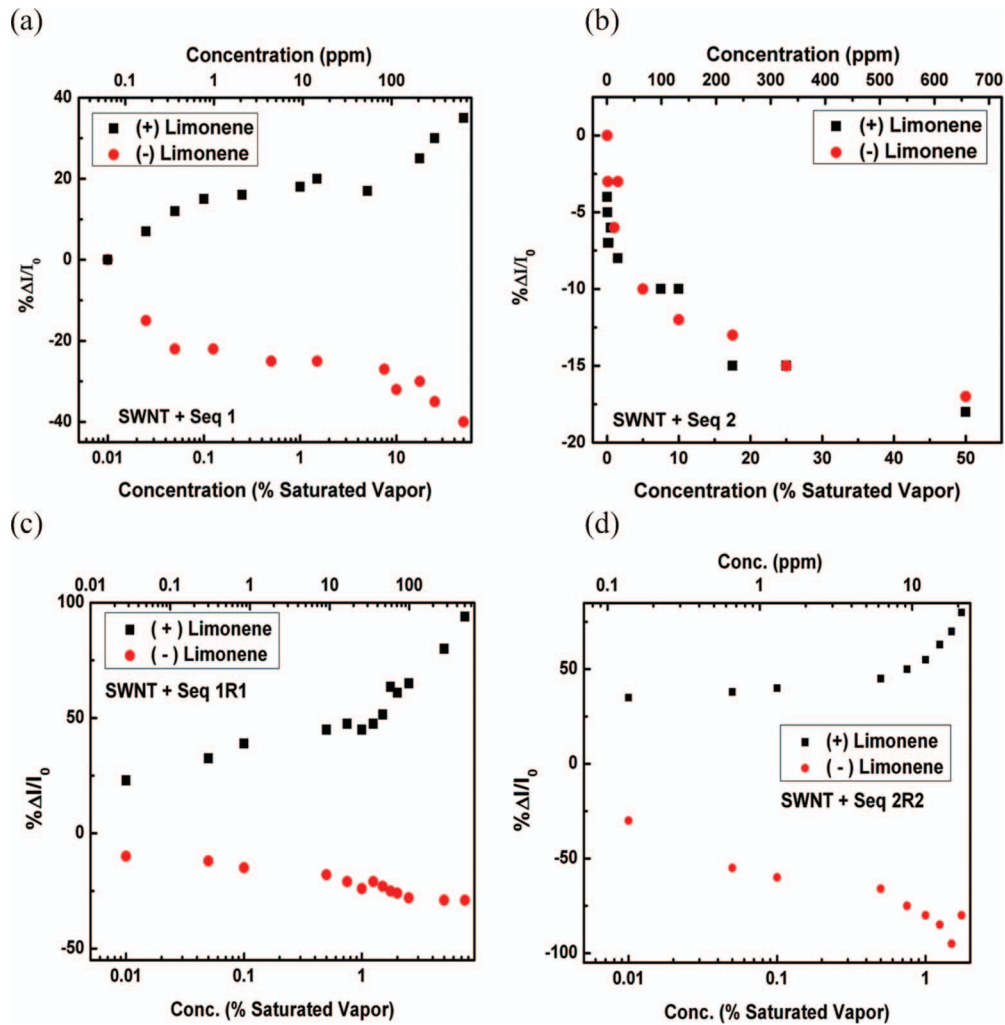 (a)
Concentration (ppm)
0.1 1 10 100
40
20
0
-20
-40
%ΔI/I0
(+) Limonene
(-) Limonene
SWNT + Seq 1
0.01 0.1 1 10
Concentration (% Saturated Vapor)
(b)
Concentration (ppm)
0 100 200 300 400 500 600 700
0
-5
-10
-15
-20
%ΔI/I0
(+) Limonene
(-) Limonene
SWNT + Seq 2
0 10 20 30 40 50
Concentration (% Saturated Vapor)
(c)
0.01 0.1 1 10 100
100
50
0
-50
%ΔI/I0
( + ) Limonene
( - ) Limonene
SWNT + Seq 1R1
0.01 0.1 1
Conc. (% Saturated Vapor)
(d)
Conc. (ppm)
0.1 1 10
50
0
-50
-100
%ΔI/I0
(+) Limonene
( - ) Limonene
SWNT + Seq 2R2
0.01 0.1 1
Conc. (% Saturated Vapor)